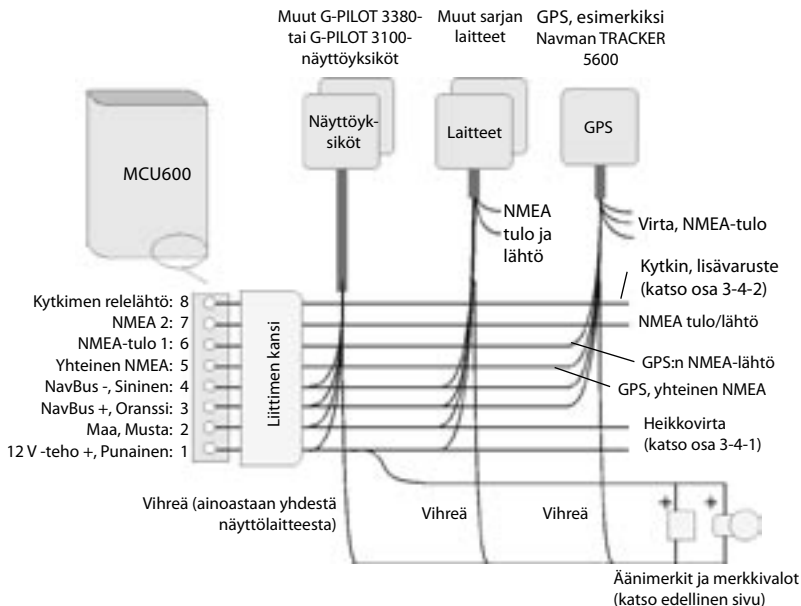 Muut G-PILOT 3380-
tai G-PILOT 3100-
näyttöyksiköt
Muut sarjan
laitteet
GPS, esimerkiksi
Navman TRACKER
5600
Näyttöyk-
siköt
Laitteet
GPS
MCU600
NMEA
tulo ja
lähtö
Virta, NMEA-tulo
Kytkin, lisävaruste
(katso osa 3-4-2)
Kytkimen relelähtö: 8
NMEA 2: 7
NMEA-tulo 1: 6
Yhteinen NMEA: 5
NavBus -, Sininen: 4
NavBus +, Oranssi: 3
Maa, Musta: 2
12 V -teho +, Punainen: 1
Liittimen kansi
NMEA tulo/lähtö
GPS:n NMEA-lähtö
GPS, yhteinen NMEA
Heikkovirta
(katso osa 3-4-1)
Vihreä (ainoastaan yhdestä
näyttölaitteesta)
Vihreä
Vihreä
+
+
Äänimerkit ja merkkivalot
(katso edellinen sivu)